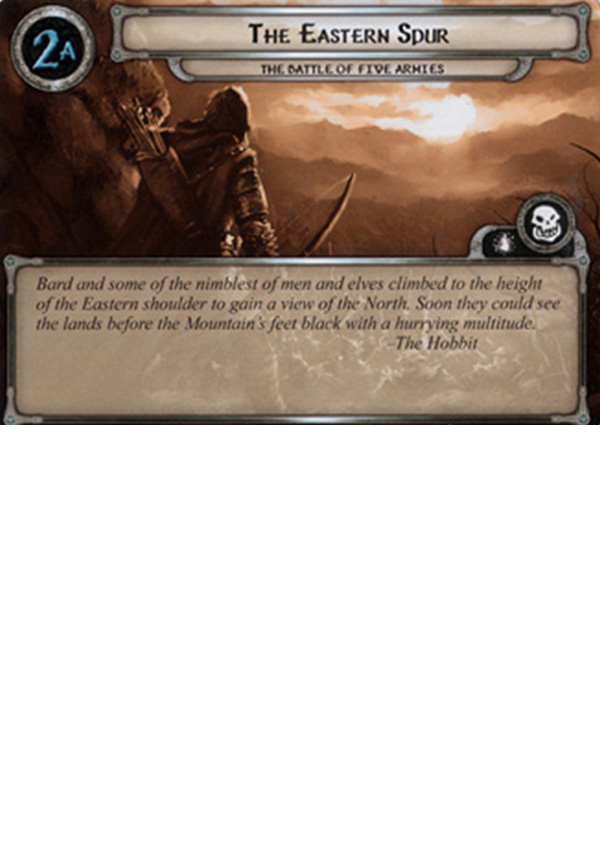 2A
The Eastern Spur
The Battle of Five Armies
Bard and some of the nimblest of men and elves climbed to the height
of the Eastern shoulder to gain a view of the North. Soon they could see
the lands before the Mountain's feet black with a hurrying multitude.
–The Hobbit